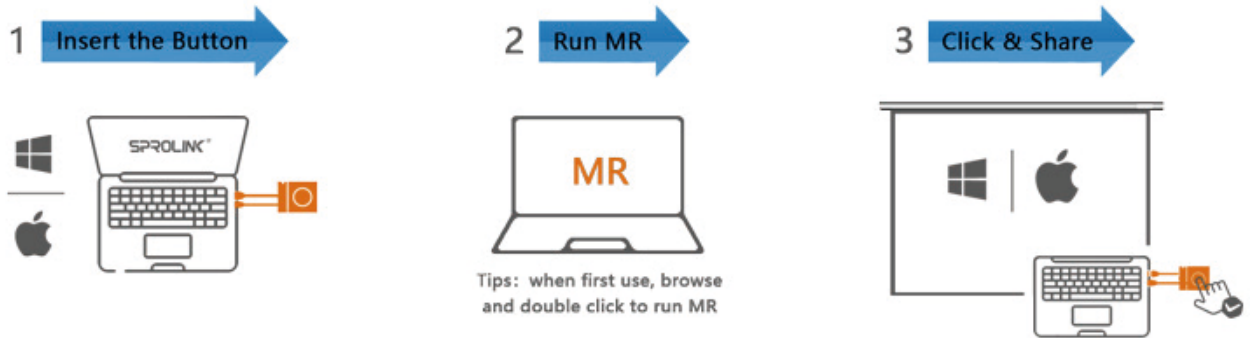 1 Insert the Button
2 Run MR
3 Click & Share
SPROLINK®
MR
Tips: when first use, browse
and double click to run MR